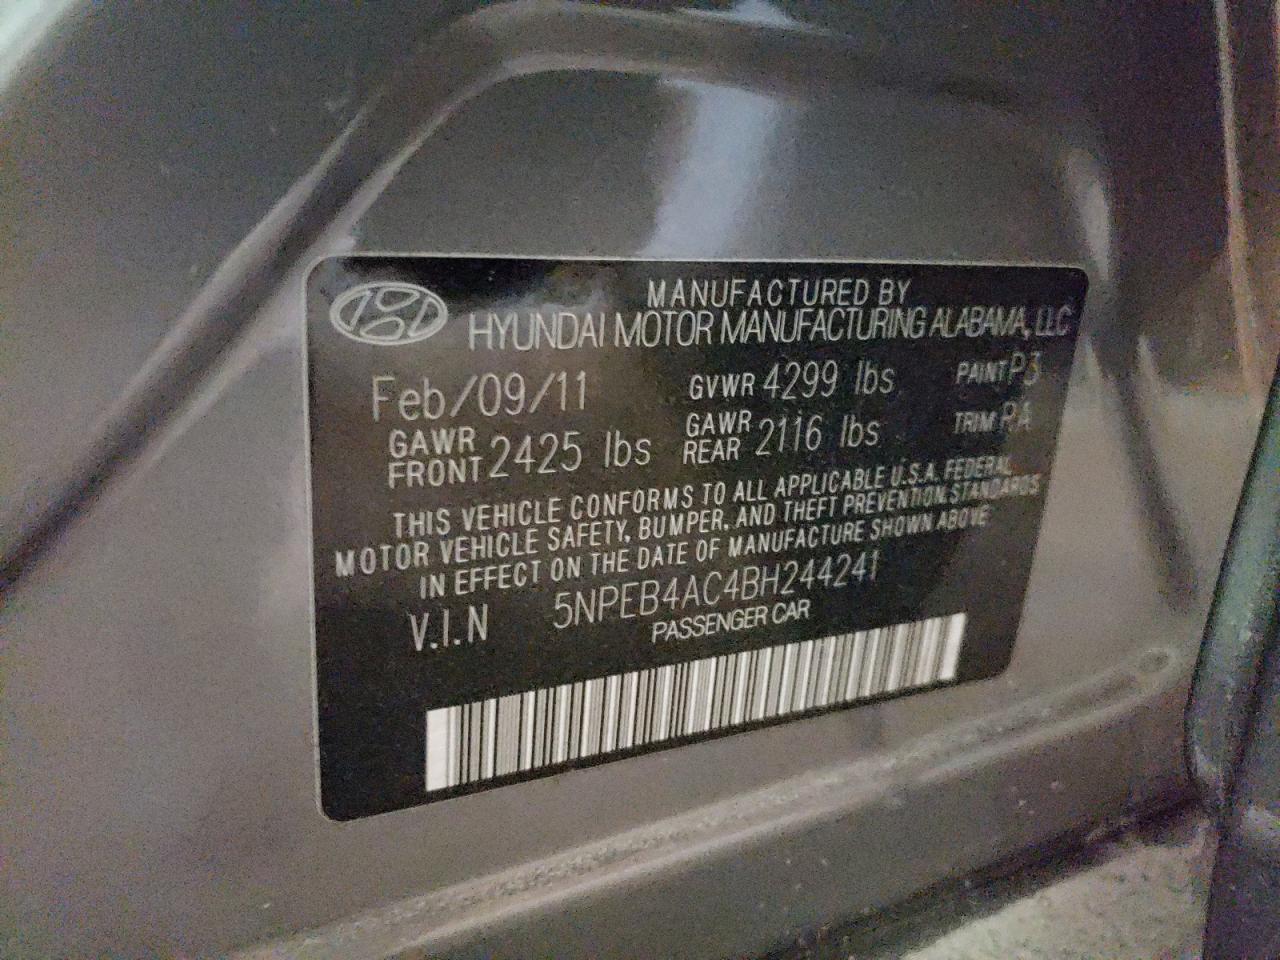 MANUFACTURED BY
HYUNDAI MOTOR MANUFACTURING ALABAMA, LLC
Feb/09/11 GVWR 4299 lbs PAINT P3
GAWR FRONT 2425 lbs GAWR REAR 2116 lbs TRIM RA
THIS VEHICLE CONFORMS TO ALL APPLICABLE U.S.A. FEDERAL
MOTOR VEHICLE SAFETY, BUMPER, AND THEFT PREVENTION STANDARDS
IN EFFECT ON THE DATE OF MANUFACTURE SHOWN ABOVE
V.I.N 5NPEB4AC4BH244241
PASSENGER CAR